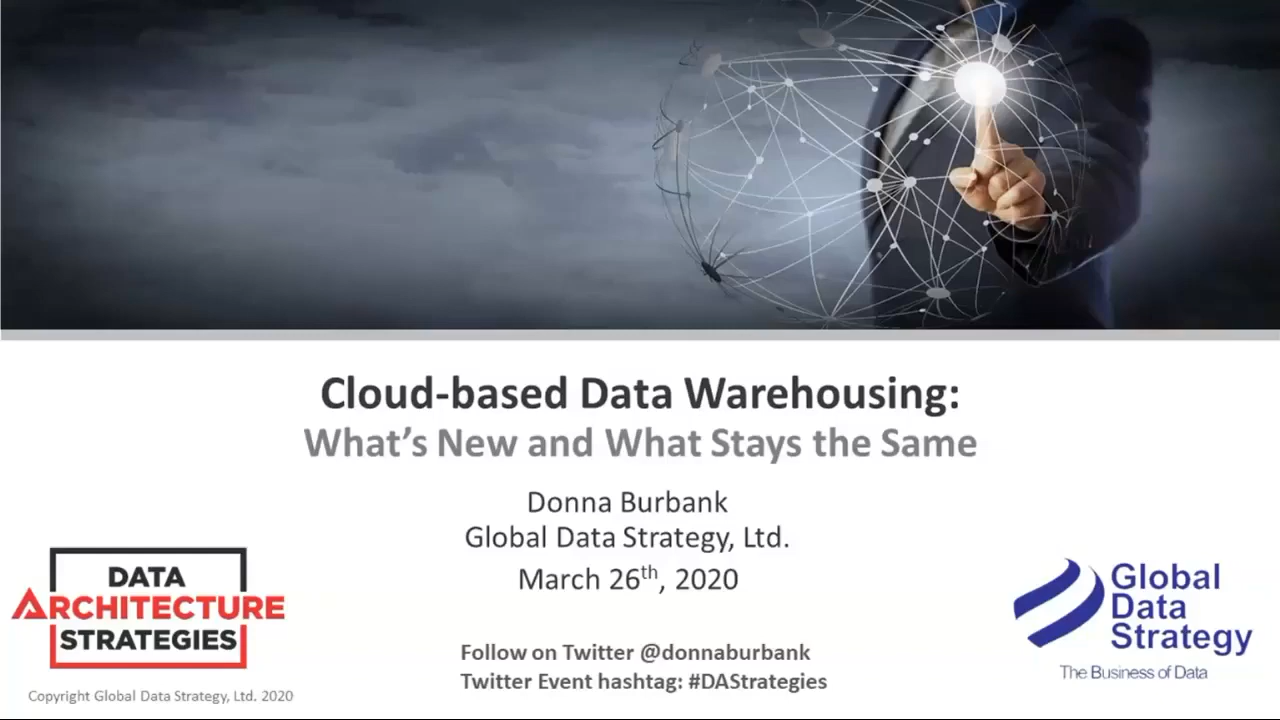 Cloud-based Data Warehousing:
What's New and What Stays the Same
Donna Burbank
Global Data Strategy, Ltd.
March 26th, 2020
DATA
ARCHITECTURE
STRATEGIES
Global
Data
Strategy
The Business of Data
Follow on Twitter @donnaburbank
Twitter Event hashtag: #DAStrategies
Copyright Global Data Strategy, Ltd. 2020